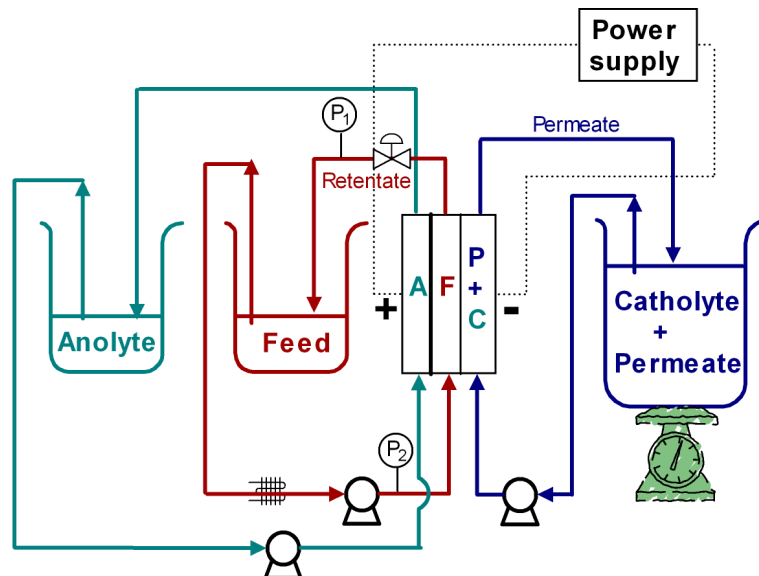 Power
supply
P1
Permeate
Retentate
A
F
P
+
C
+
-
Anolyte
Feed
Catholyte
+
Permeate
P2